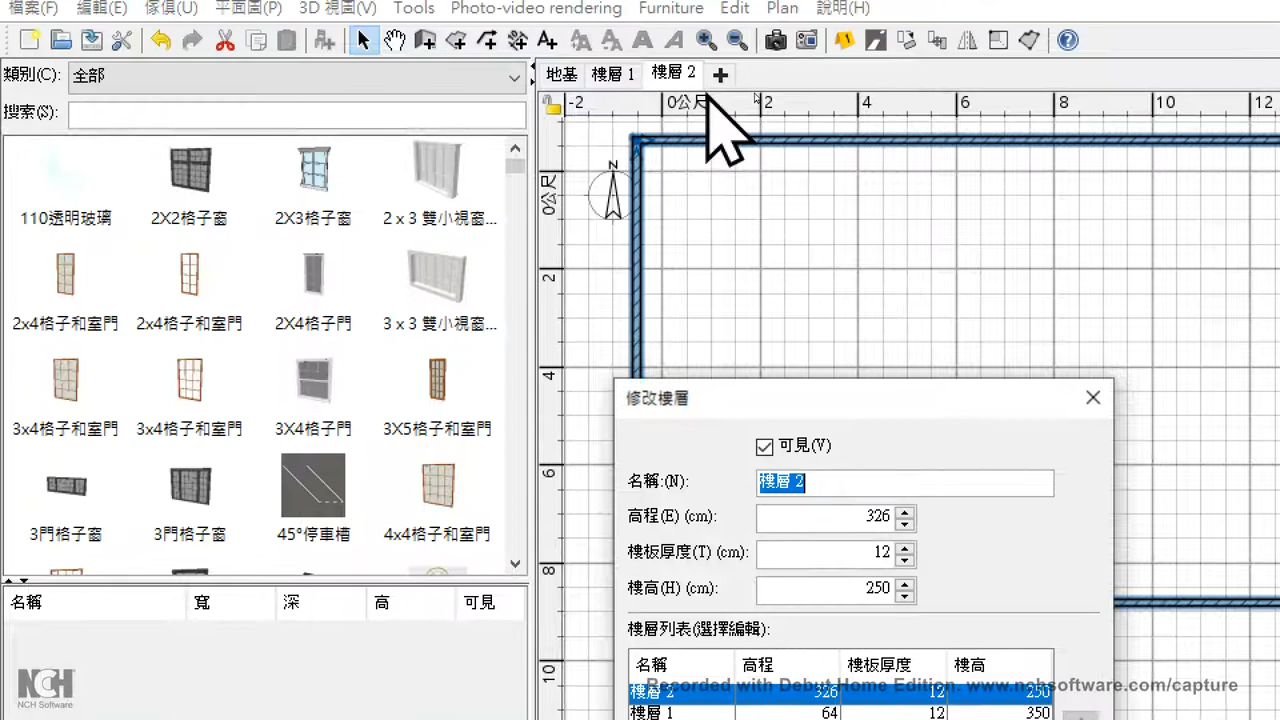 檔案(F) 編輯(E) 傢俱(U) 平面圖(P) 3D 視圖(V) Tools Photo-video rendering Furniture Edit Plan 說明(H)
類別(C): 全部
搜索(S):
地基 樓層 1 樓層 2
-2 0公尺 2 4 6 8 10 12
110透明玻璃 2X2格子窗 2X3格子窗 2 x 3 雙小視窗...
N
0公尺
2
2x4格子和室門 2x4格子和室門 2X4格子門 3 x 3 雙小視窗...
4
3x4格子和室門 3x4格子和室門 3X4格子門 3X5格子和室門
6
3門格子窗 3門格子窗 45°停車槽 4x4格子和室門
8
10
名稱 寬 深 高 可見
NCH
NCH Software
修改樓層
可見(V)
名稱:(N): 樓層 2
高程(E) (cm): 326
樓板厚度(T) (cm): 12
樓高(H) (cm): 250
樓層列表(選擇編輯):
名稱 高程 樓板厚度 樓高
樓層 2 326 12 250
Recorded with Debut Home Edition. www.nchsoftware.com/capture
樓層 1 64 12 350